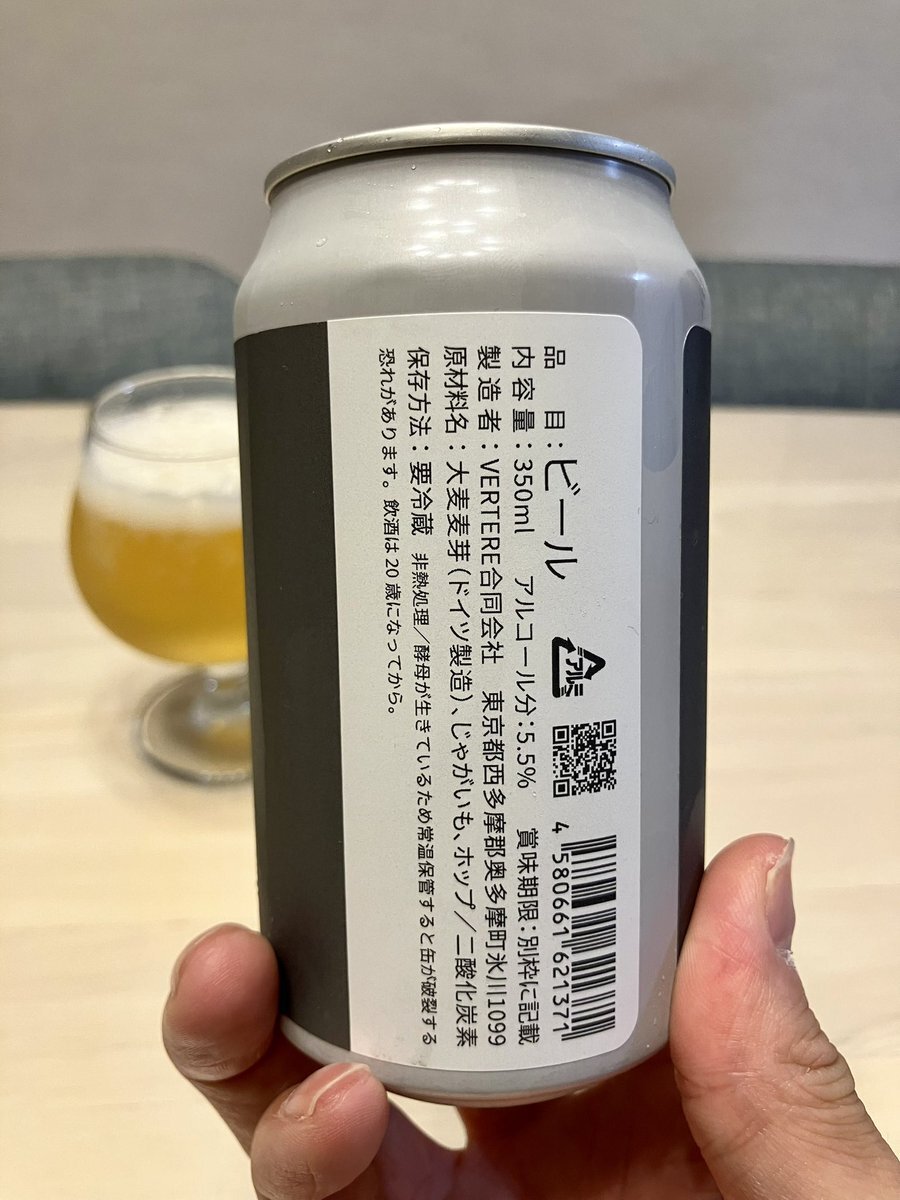 品目:ビール
アルミ
内容量:350ml アルコール分:5.5% 賞味期限:別枠に記載
製造者:VERTERE合同会社 東京都西多摩郡奥多摩町氷川1099
原材料名:大麦麦芽(ドイツ製造)、じゃがいも、ホップ/二酸化炭素
保存方法:要冷蔵 非熱処理/酵母が生きているため常温保管すると缶が破裂する
恐れがあります。飲酒は20歳になってから。
4 580661 621371